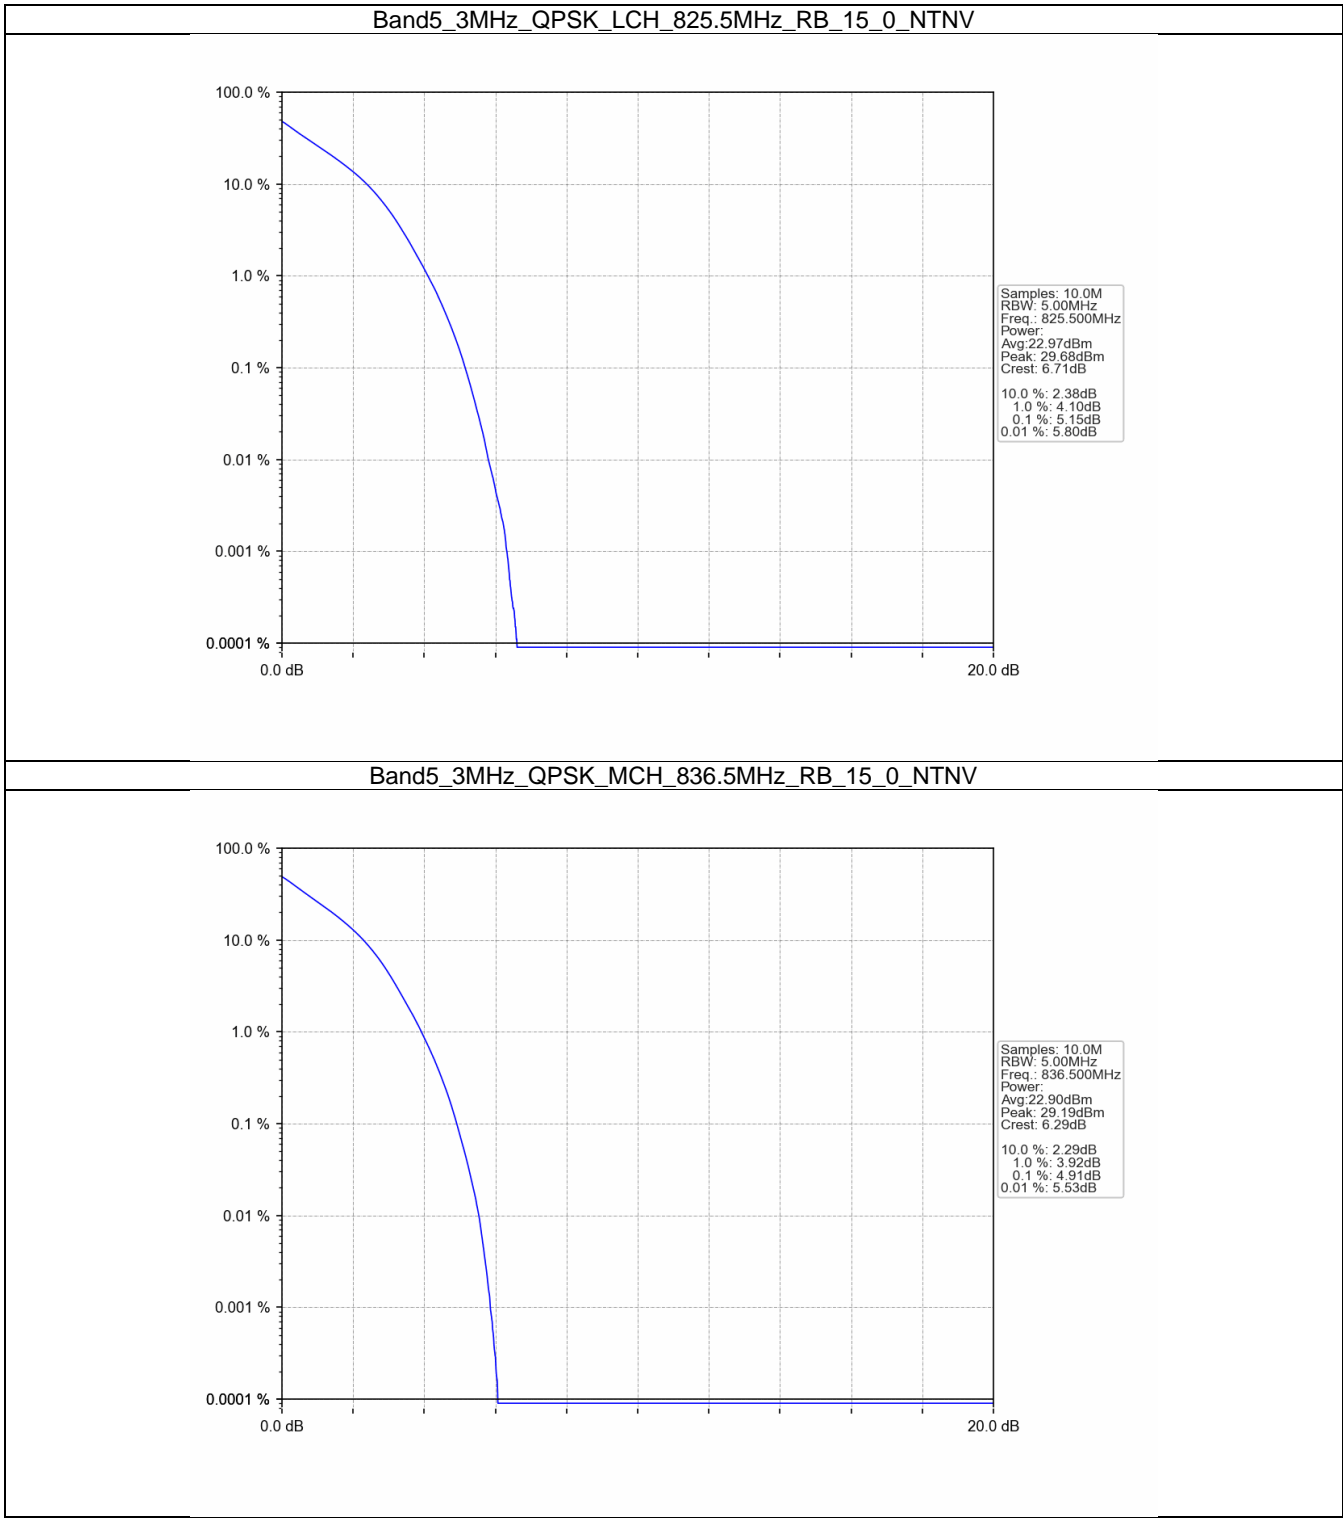 Band5_3MHz_QPSK_LCH_825.5MHz_RB_15_0_NTNV
100.0 %
10.0 %
1.0 %
0.1 %
0.01 %
0.001 %
0.0001 %
0.0 dB
20.0 dB
Samples: 10.0M
RBW: 5.00MHz
Freq.: 825.500MHz
Power:
Avg:22.97dBm
Peak: 29.68dBm
Crest: 6.71dB
10.0 %: 2.38dB
1.0 %: 4.10dB
0.1 %: 5.15dB
0.01 %: 5.80dB
Band5_3MHz_QPSK_MCH_836.5MHz_RB_15_0_NTNV
100.0 %
10.0 %
1.0 %
0.1 %
0.01 %
0.001 %
0.0001 %
0.0 dB
20.0 dB
Samples: 10.0M
RBW: 5.00MHz
Freq.: 836.500MHz
Power:
Avg:22.90dBm
Peak: 29.19dBm
Crest: 6.29dB
10.0 %: 2.29dB
1.0 %: 3.92dB
0.1 %: 4.91dB
0.01 %: 5.53dB